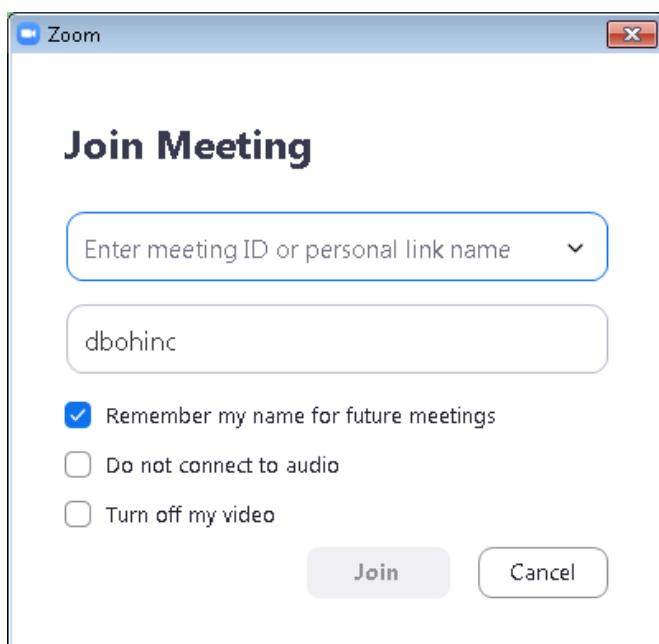 Zoom
Join Meeting
Enter meeting ID or personal link name
dbohinc
Remember my name for future meetings
Do not connect to audio
Turn off my video
Join Cancel